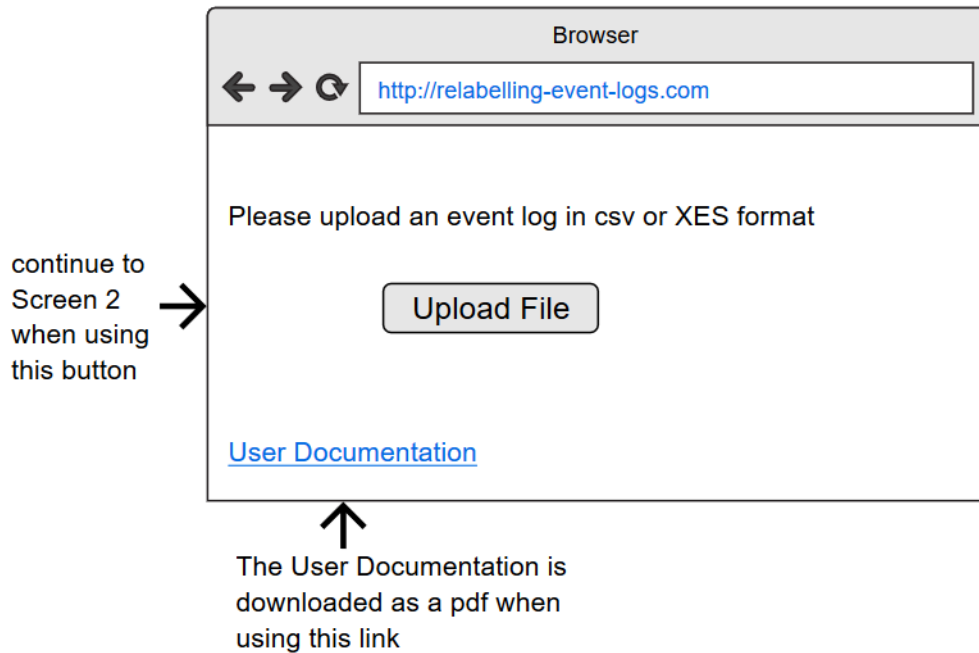 Browser
http://relabelling-event-logs.com
Please upload an event log in csv or XES format
continue to
Screen 2
when using
this button
Upload File
User Documentation
The User Documentation is
downloaded as a pdf when
using this link